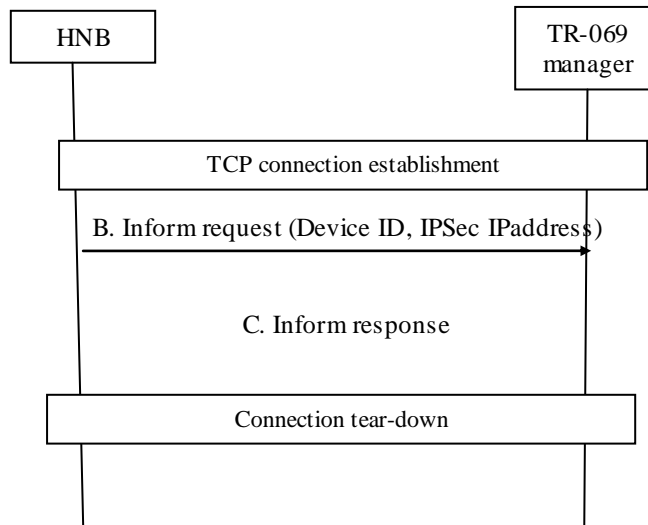 HNB
TR-069
manager
TCP connection establishment
B. Inform request (Device ID, IPSec IPaddress)
C. Inform response
Connection tear-down